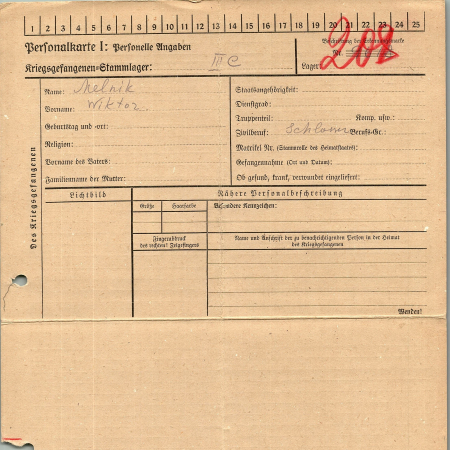 1 2 3 4 5 6 7 8 9 10 11 12 13 14 15 16 17 18 19 20 21 22 23 24 25
Personalkarte I: Personelle Angaben
Kriegsgefangenen-Stammlager: III C
Beschriftung der Erkennungsmarke
Nr.
208
Lager:
Des Kriegsgefangenen
Name: Melnik
Vorname: Wiktor
Geburtstag und -ort:
Religion:
Vorname des Vaters:
Familienname der Mutter:
Staatsangehörigkeit:
Dienstgrad:
Truppenteil: Komp. usw.:
Zivilberuf: Berufs-Gr.:
Matrikel Nr. (Stammrolle des Heimatstaates):
Gefangennahme (Ort und Datum):
Ob gesund, krank, verwundet eingeliefert:
Lichtbild
Nähere Personalbeschreibung
Größe Haarfarbe Besondere Kennzeichen:
Fingerabdruck
des rechten! Zeigefingers
Name und Anschrift der zu benachrichtigenden Person in der Heimat
des Kriegsgefangenen
Wenden!